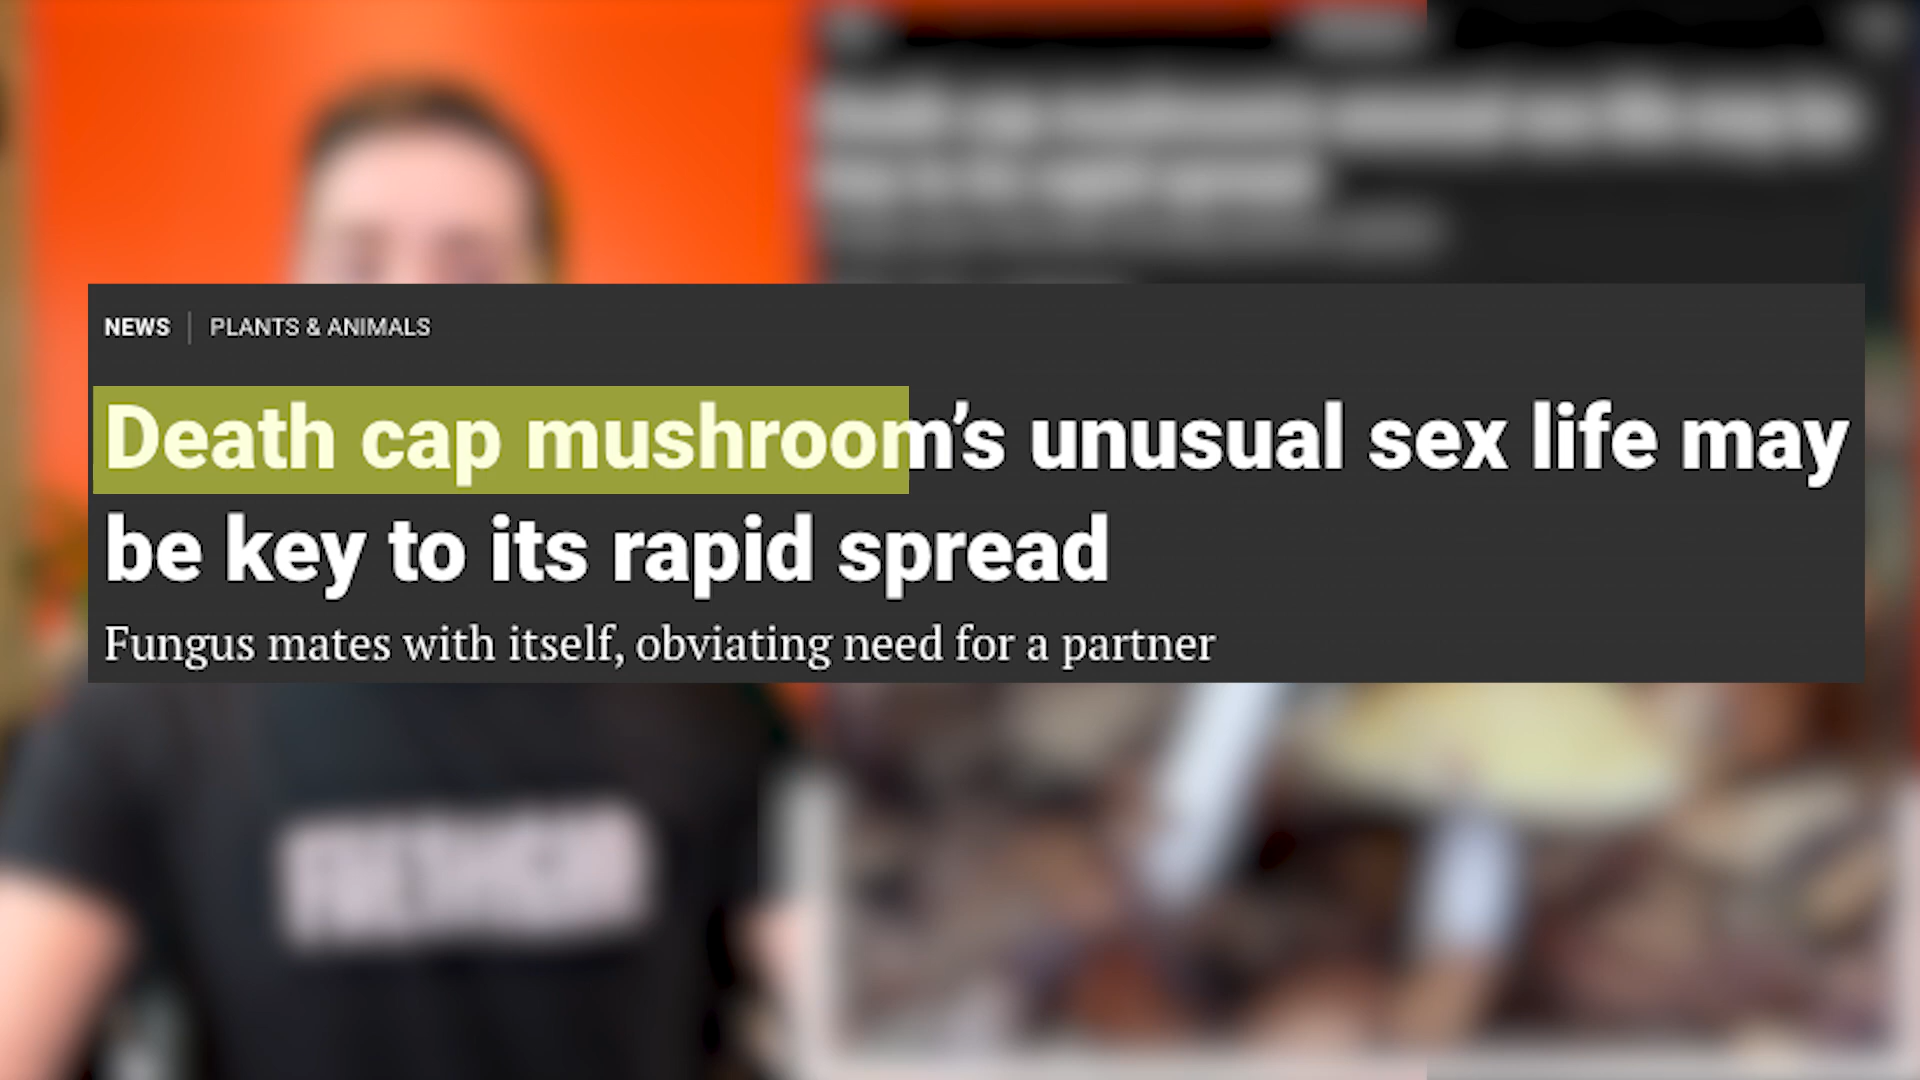 NEWS | PLANTS & ANIMALS
Death cap mushroom’s unusual sex life may
be key to its rapid spread
Fungus mates with itself, obviating need for a partner